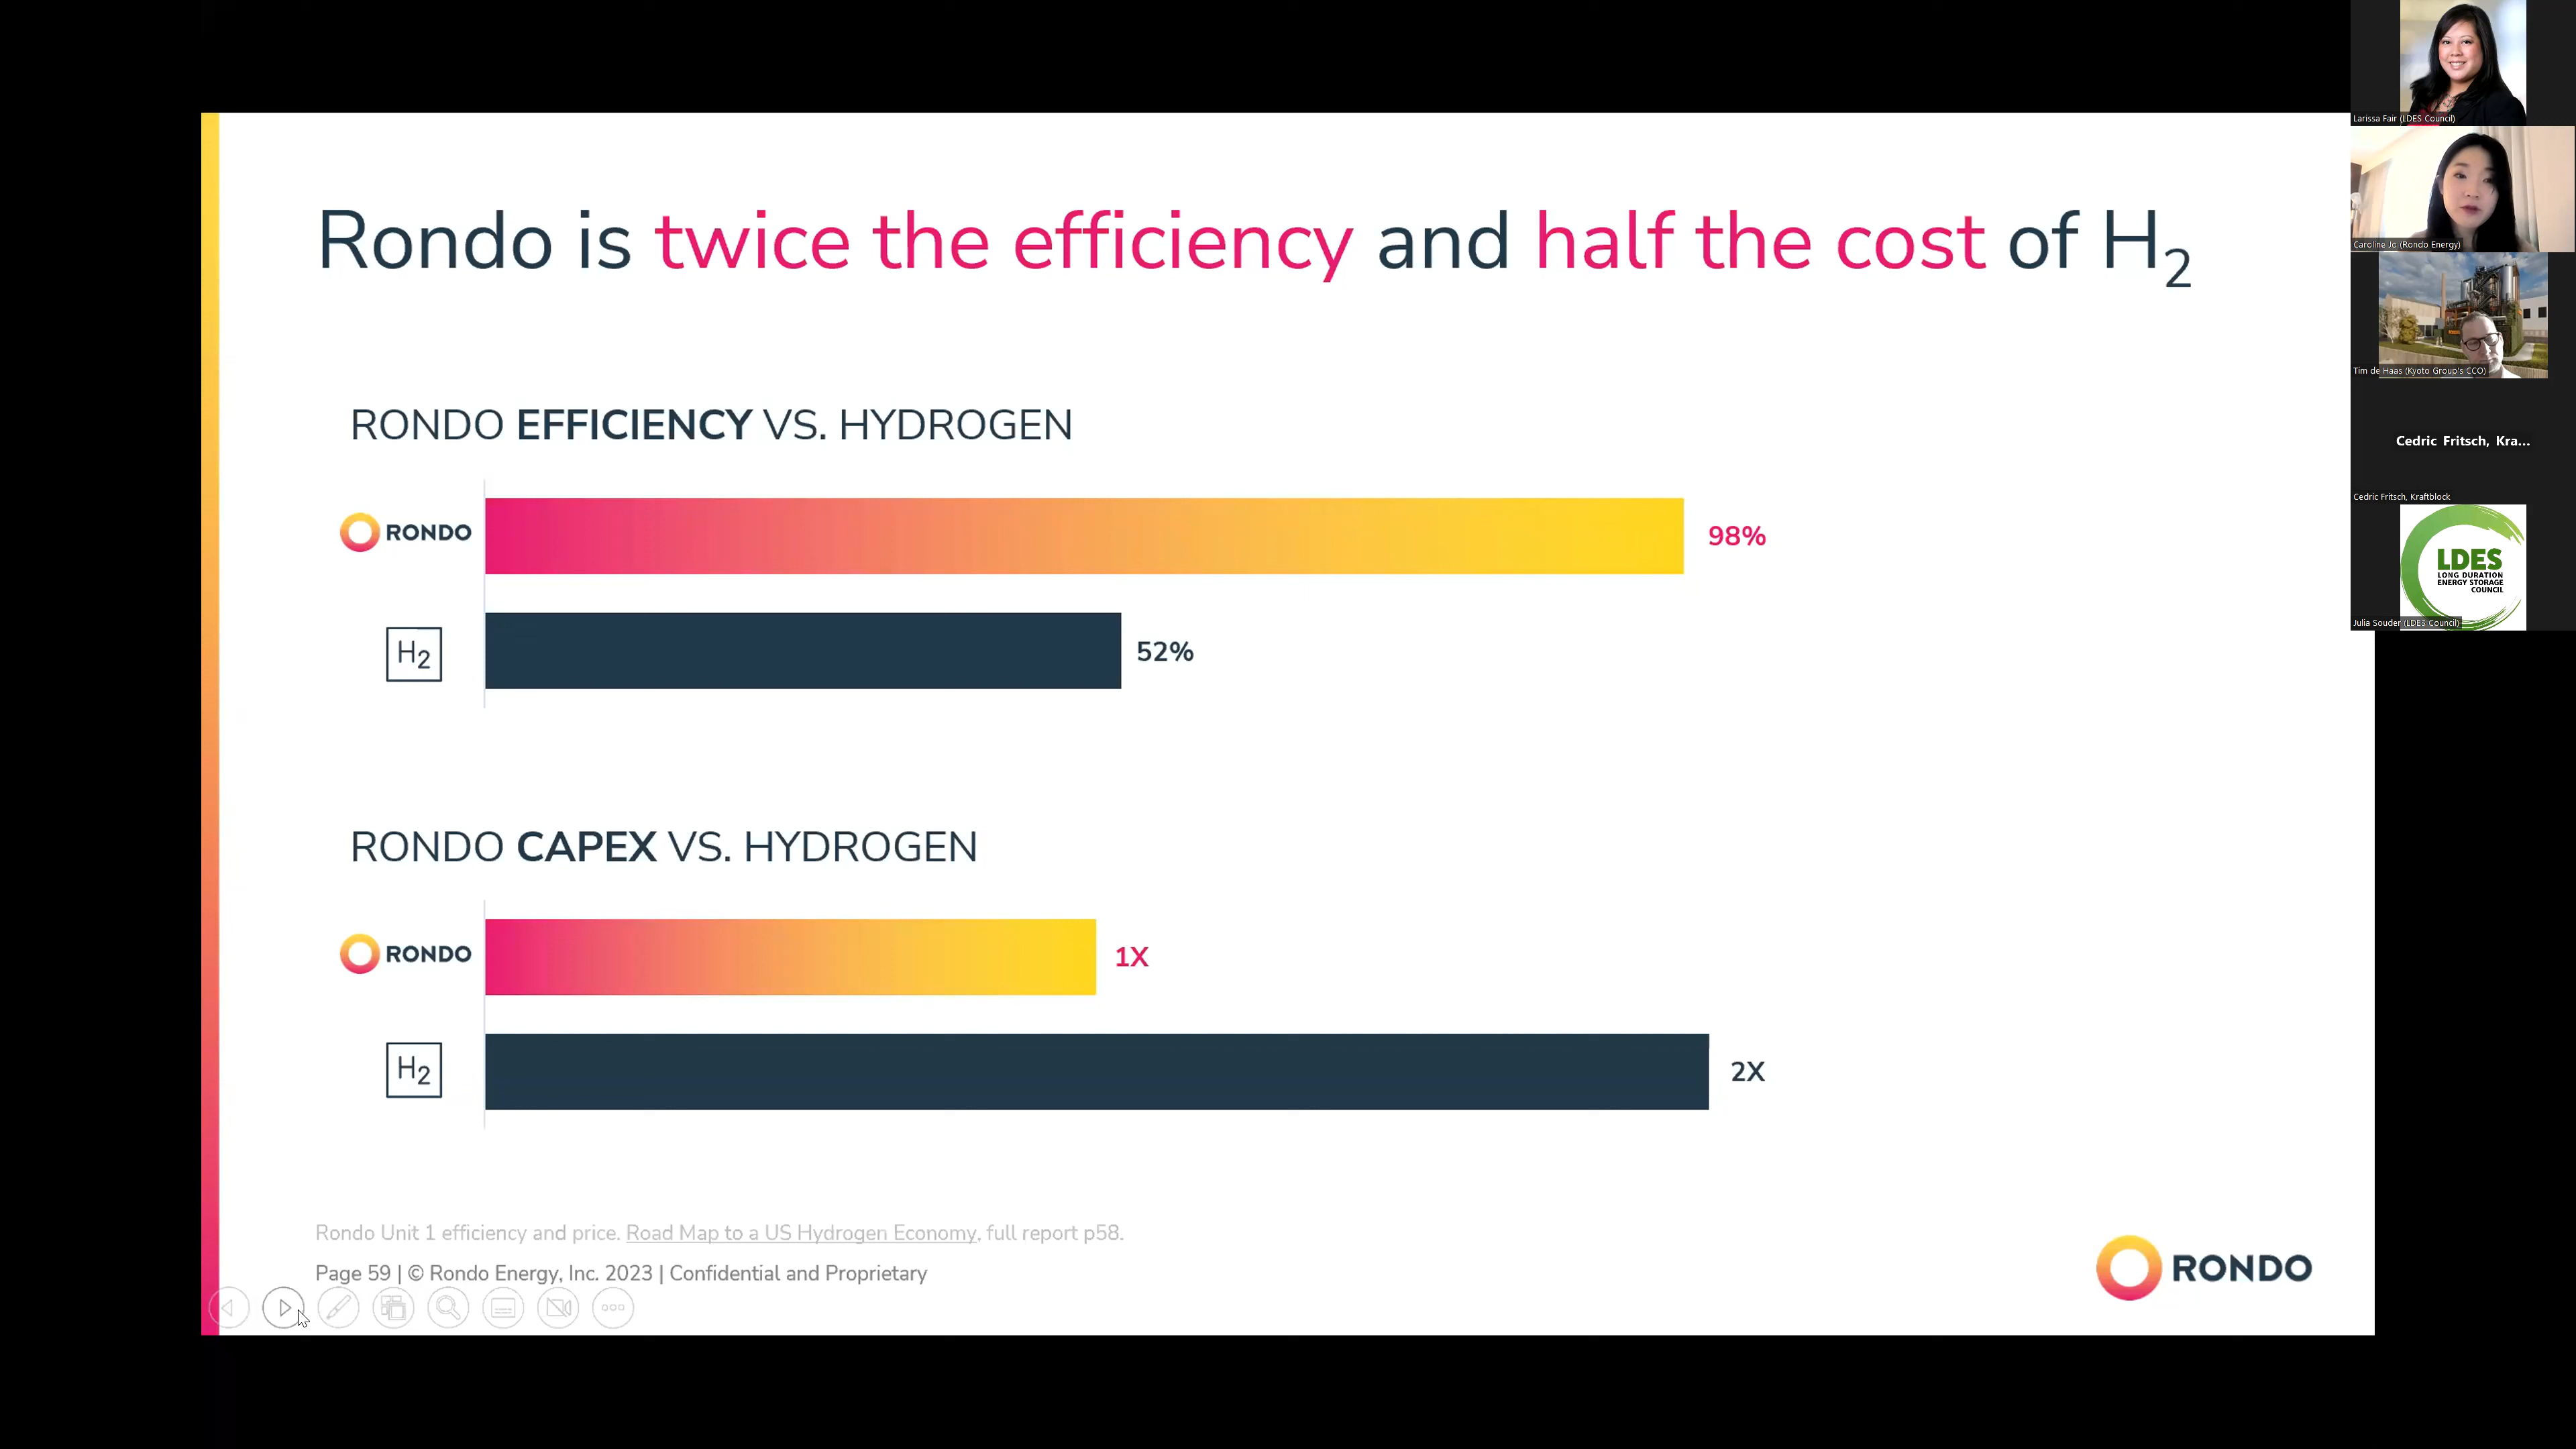 Rondo is twice the efficiency and half the cost of H2
RONDO EFFICIENCY VS. HYDROGEN
RONDO
98%
H2
52%
RONDO CAPEX VS. HYDROGEN
RONDO
1X
H2
2X
Rondo Unit 1 efficiency and price. Road Map to a US Hydrogen Economy, full report p58.
Page 59 | © Rondo Energy, Inc. 2023 | Confidential and Proprietary
RONDO
Larissa Fair (LDES Council)
Caroline Jo (Rondo Energy)
Tim de Haas (Kyoto Group's CCO)
Cedric Fritsch, Kra...
Cedric Fritsch, Kraftblock
LDES
LONG DURATION
ENERGY STORAGE
COUNCIL
Julia Souder (LDES Council)